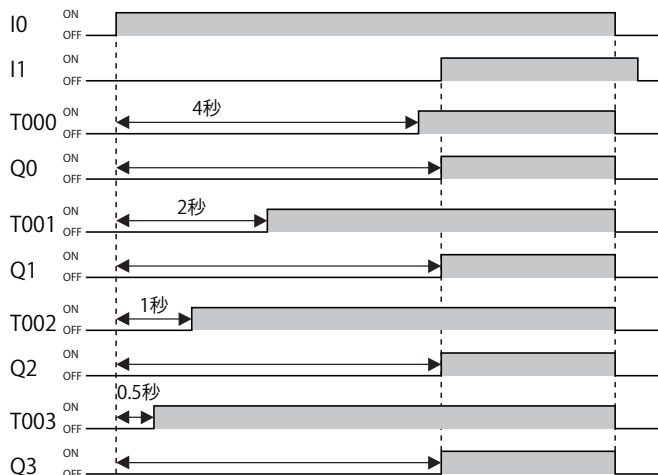 I0 ON OFF
I1 ON OFF
T000 ON OFF 4秒
Q0 ON OFF
T001 ON OFF 2秒
Q1 ON OFF
T002 ON OFF 1秒
Q2 ON OFF
0.5秒
T003 ON OFF
Q3 ON OFF